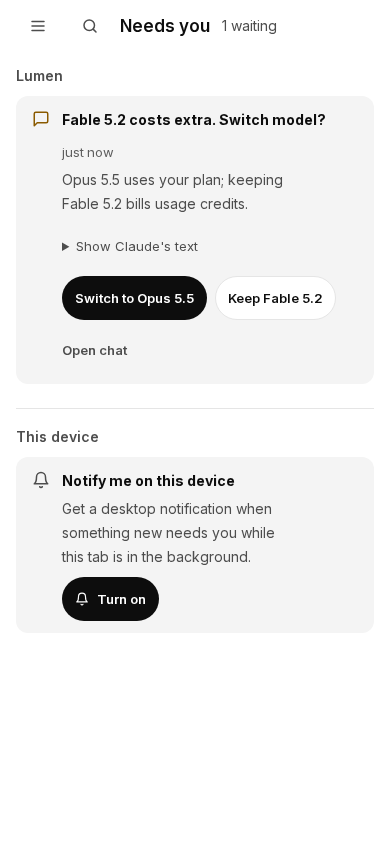 Needs you 1 waiting
Lumen
Fable 5.2 costs extra. Switch model?
just now
Opus 5.5 uses your plan; keeping
Fable 5.2 bills usage credits.
Show Claude's text
Switch to Opus 5.5 Keep Fable 5.2
Open chat
This device
Notify me on this device
Get a desktop notification when
something new needs you while
this tab is in the background.
Turn on